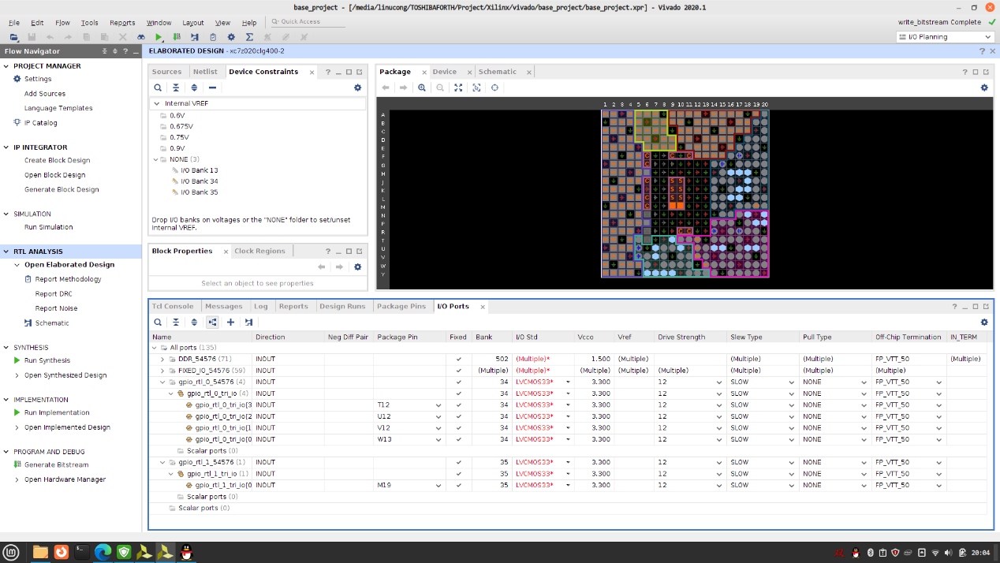 base_project - [/media/linucong/TOSHIBAFORTH/Project/Xilinx/vivado/base_project/base_project.xpr] - Vivado 2020.1
File Edit Flow Tools Reports Window Layout View Help Quick Access
write_bitstream Complete
I/O Planning
Flow Navigator
ELABORATED DESIGN - xc7z020clg400-2
PROJECT MANAGER
Settings
Add Sources
Language Templates
IP Catalog
IP INTEGRATOR
Create Block Design
Open Block Design
Generate Block Design
SIMULATION
Run Simulation
RTL ANALYSIS
Open Elaborated Design
Report Methodology
Report DRC
Report Noise
Schematic
SYNTHESIS
Run Synthesis
Open Synthesized Design
IMPLEMENTATION
Run Implementation
Open Implemented Design
PROGRAM AND DEBUG
Generate Bitstream
Open Hardware Manager
Sources Netlist Device Constraints
Internal VREF
0.6V
0.675V
0.75V
0.9V
NONE (3)
I/O Bank 13
I/O Bank 34
I/O Bank 35
Drop I/O banks on voltages or the "NONE" folder to set/unset
Internal VREF.
Block Properties Clock Regions
Select an object to see properties
Package Device Schematic
1 2 3 4 5 6 7 8 9 10 11 12 13 14 15 16 17 18 19 20
A
B
C
D
E
F
G
H
J
K
L
M
N
P
R
T
U
V
W
Y
Tcl Console Messages Log Reports Design Runs Package Pins I/O Ports
Name Direction Neg Diff Pair Package Pin Fixed Bank I/O Std Vcco Vref Drive Strength Slew Type Pull Type Off-Chip Termination IN_TERM
All ports (135)
DDR_54576 (71) INOUT 502 (Multiple)* 1.500 (Multiple) (Multiple) (Multiple) FP_VTT_50 (Multiple)
FIXED_IO_54576 (59) INOUT (Multiple) (Multiple)* (Multiple) (Multiple) (Multiple) (Multiple) (Multiple) FP_VTT_50
gpio_rtl_0_54576 (4) INOUT 34 LVCMOS33* 3.300 12 SLOW NONE FP_VTT_50
gpio_rtl_0_tri_io (4) INOUT 34 LVCMOS33* 3.300 12 SLOW NONE FP_VTT_50
gpio_rtl_0_tri_io[3 INOUT T12 34 LVCMOS33* 3.300 12 SLOW NONE FP_VTT_50
gpio_rtl_0_tri_io[2 INOUT U12 34 LVCMOS33* 3.300 12 SLOW NONE FP_VTT_50
gpio_rtl_0_tri_io[1 INOUT V12 34 LVCMOS33* 3.300 12 SLOW NONE FP_VTT_50
gpio_rtl_0_tri_io[0 INOUT W13 34 LVCMOS33* 3.300 12 SLOW NONE FP_VTT_50
Scalar ports (0)
gpio_rtl_1_54576 (1) INOUT 35 LVCMOS33* 3.300 12 SLOW NONE FP_VTT_50
gpio_rtl_1_tri_io (1) INOUT 35 LVCMOS33* 3.300 12 SLOW NONE FP_VTT_50
gpio_rtl_1_tri_io[0 INOUT M19 35 LVCMOS33* 3.300 12 SLOW NONE FP_VTT_50
Scalar ports (0)
Scalar ports (0)
20:04